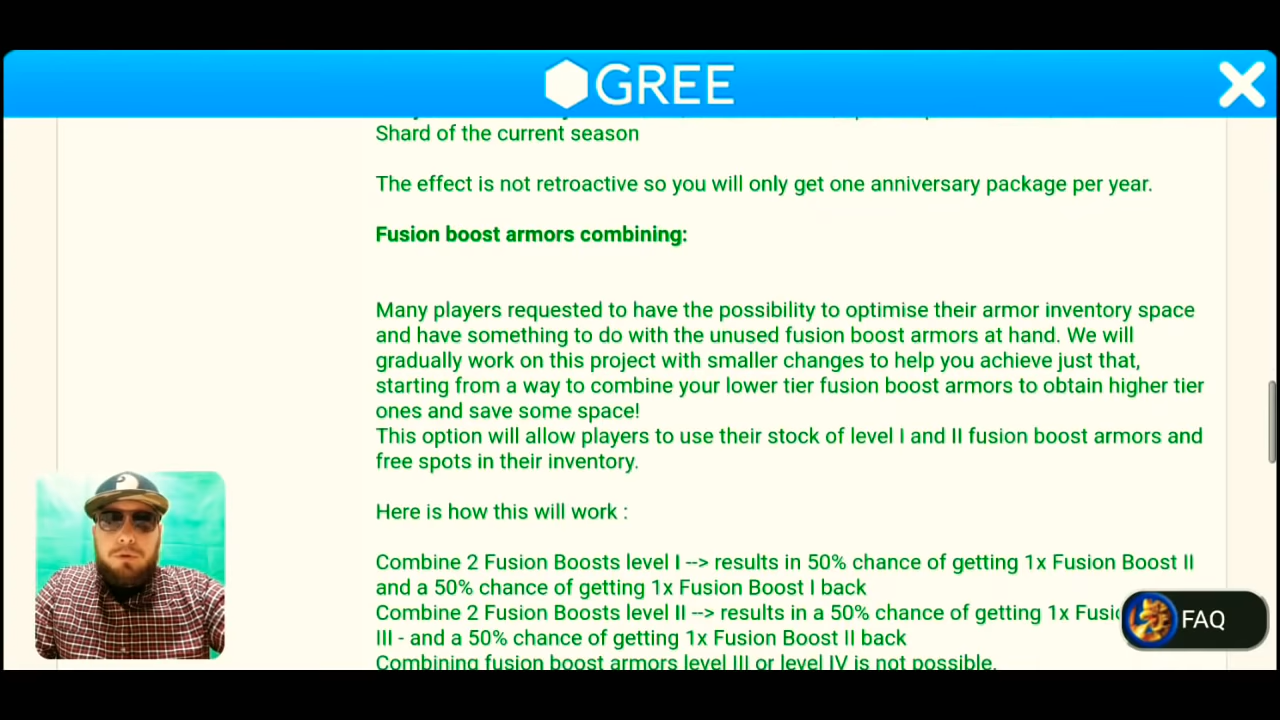 GREE
Shard of the current season
The effect is not retroactive so you will only get one anniversary package per year.
Fusion boost armors combining:
Many players requested to have the possibility to optimise their armor inventory space
and have something to do with the unused fusion boost armors at hand. We will
gradually work on this project with smaller changes to help you achieve just that,
starting from a way to combine your lower tier fusion boost armors to obtain higher tier
ones and save some space!
This option will allow players to use their stock of level I and II fusion boost armors and
free spots in their inventory.
Here is how this will work :
Combine 2 Fusion Boosts level I --> results in 50% chance of getting 1x Fusion Boost II
and a 50% chance of getting 1x Fusion Boost I back
Combine 2 Fusion Boosts level II --> results in a 50% chance of getting 1x
III - and a 50% chance of getting 1x Fusion Boost II back
FAQ
Combining fusion boost armors level III or level IV is not possible.